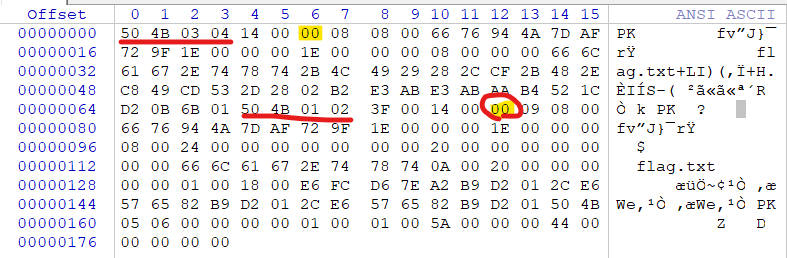 Offset 0 1 2 3 4 5 6 7 8 9 10 11 12 13 14 15 ANSI ASCII
00000000 50 4B 03 04 14 00 00 08 08 00 66 76 94 4A 7D AF PK fv”J}¯
00000016 72 9F 1E 00 00 00 1E 00 00 00 08 00 00 00 66 6C rŸ fl
00000032 61 67 2E 74 78 74 2B 4C 49 29 28 2C CF 2B 48 2E ag.txt+LI)(,Ï+H.
00000048 C8 49 CD 53 2D 28 02 B2 E3 AB E3 AB AA B4 52 1C ÈIÍS-( ²ã«ã«ª´R
00000064 D2 0B 6B 01 50 4B 01 02 3F 00 14 00 00 09 08 00 Ò k PK ?
00000080 66 76 94 4A 7D AF 72 9F 1E 00 00 00 1E 00 00 00 fv”J}¯rŸ
00000096 08 00 24 00 00 00 00 00 00 00 20 00 00 00 00 00 $
00000112 00 00 66 6C 61 67 2E 74 78 74 0A 00 20 00 00 00 flag.txt
00000128 00 00 01 00 18 00 E6 FC D6 7E A2 B9 D2 01 2C E6 æüÖ~¢¹Ò ,æ
00000144 57 65 82 B9 D2 01 2C E6 57 65 82 B9 D2 01 50 4B We‚¹Ò ,æWe‚¹Ò PK
00000160 05 06 00 00 00 00 01 00 01 00 5A 00 00 00 44 00 Z D
00000176 00 00 00 00